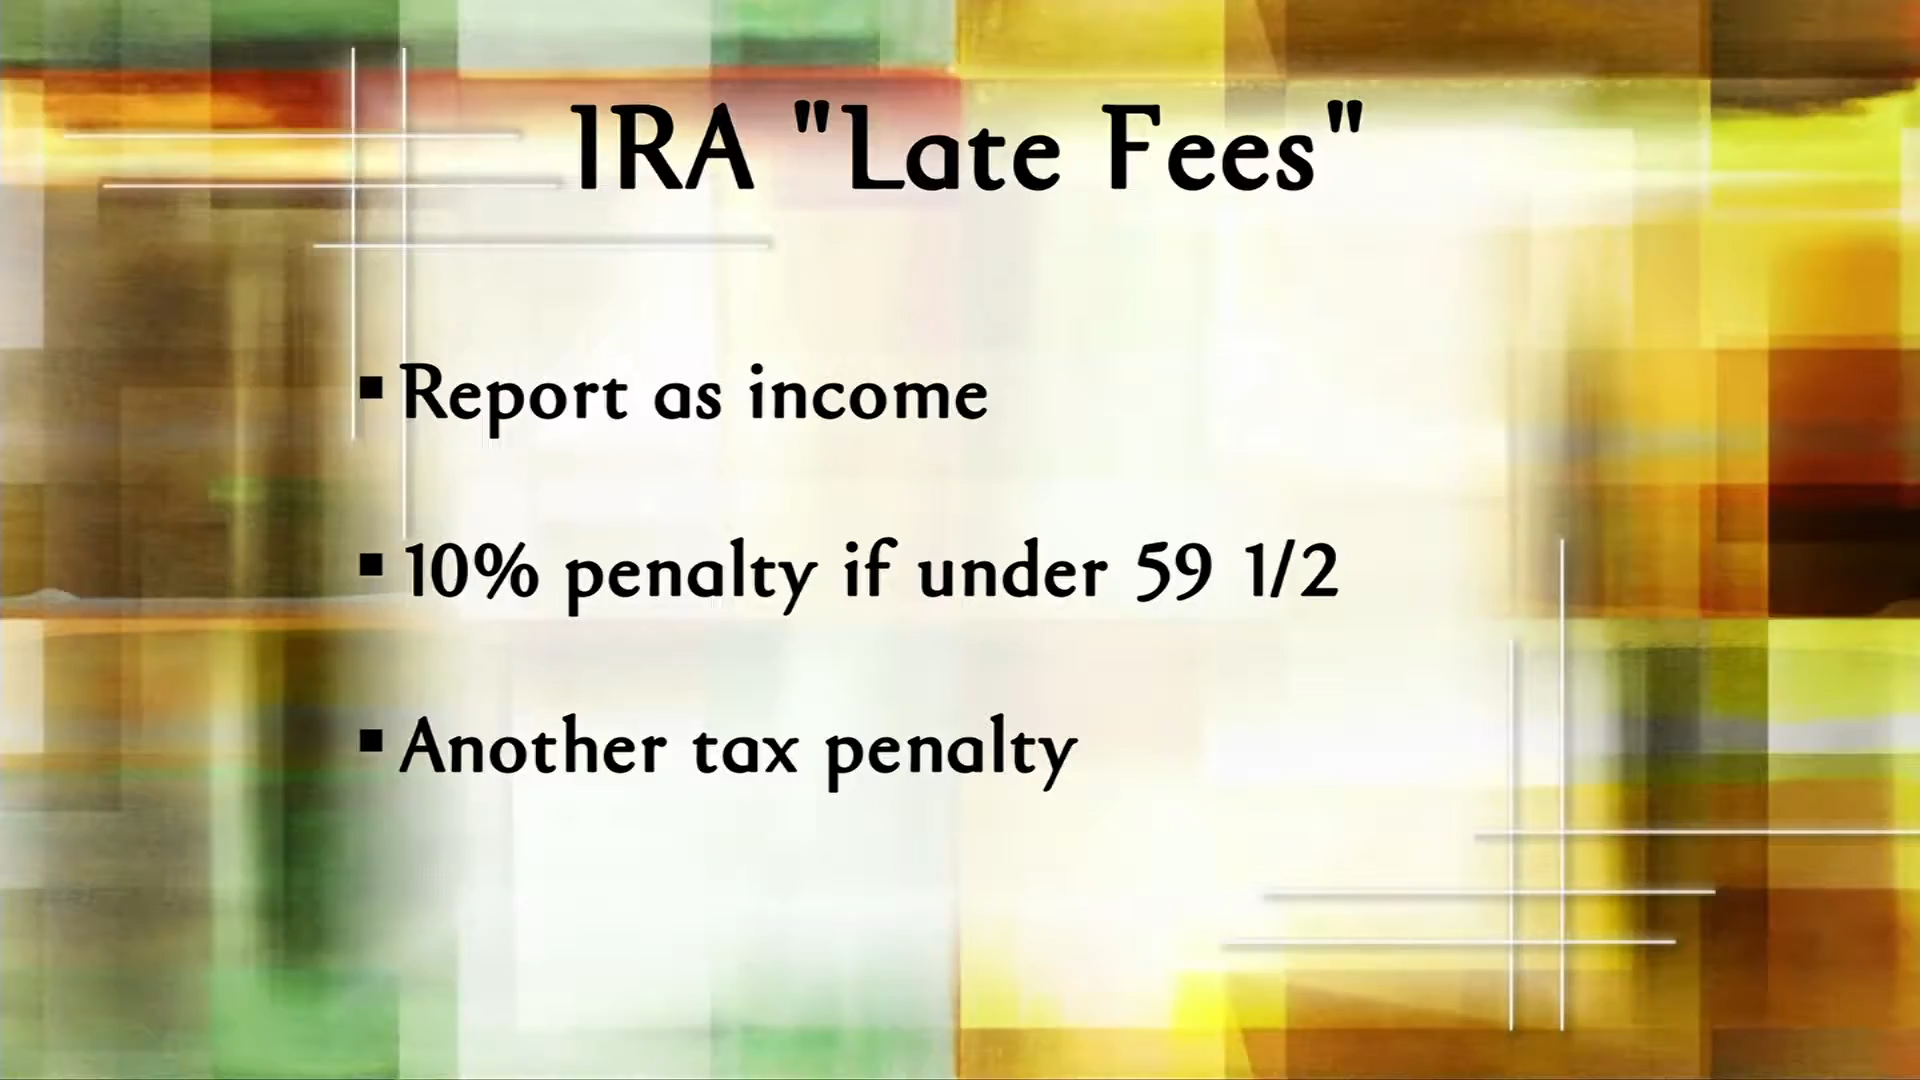 IRA "Late Fees"
▪ Report as income
▪ 10% penalty if under 59 1/2
▪ Another tax penalty